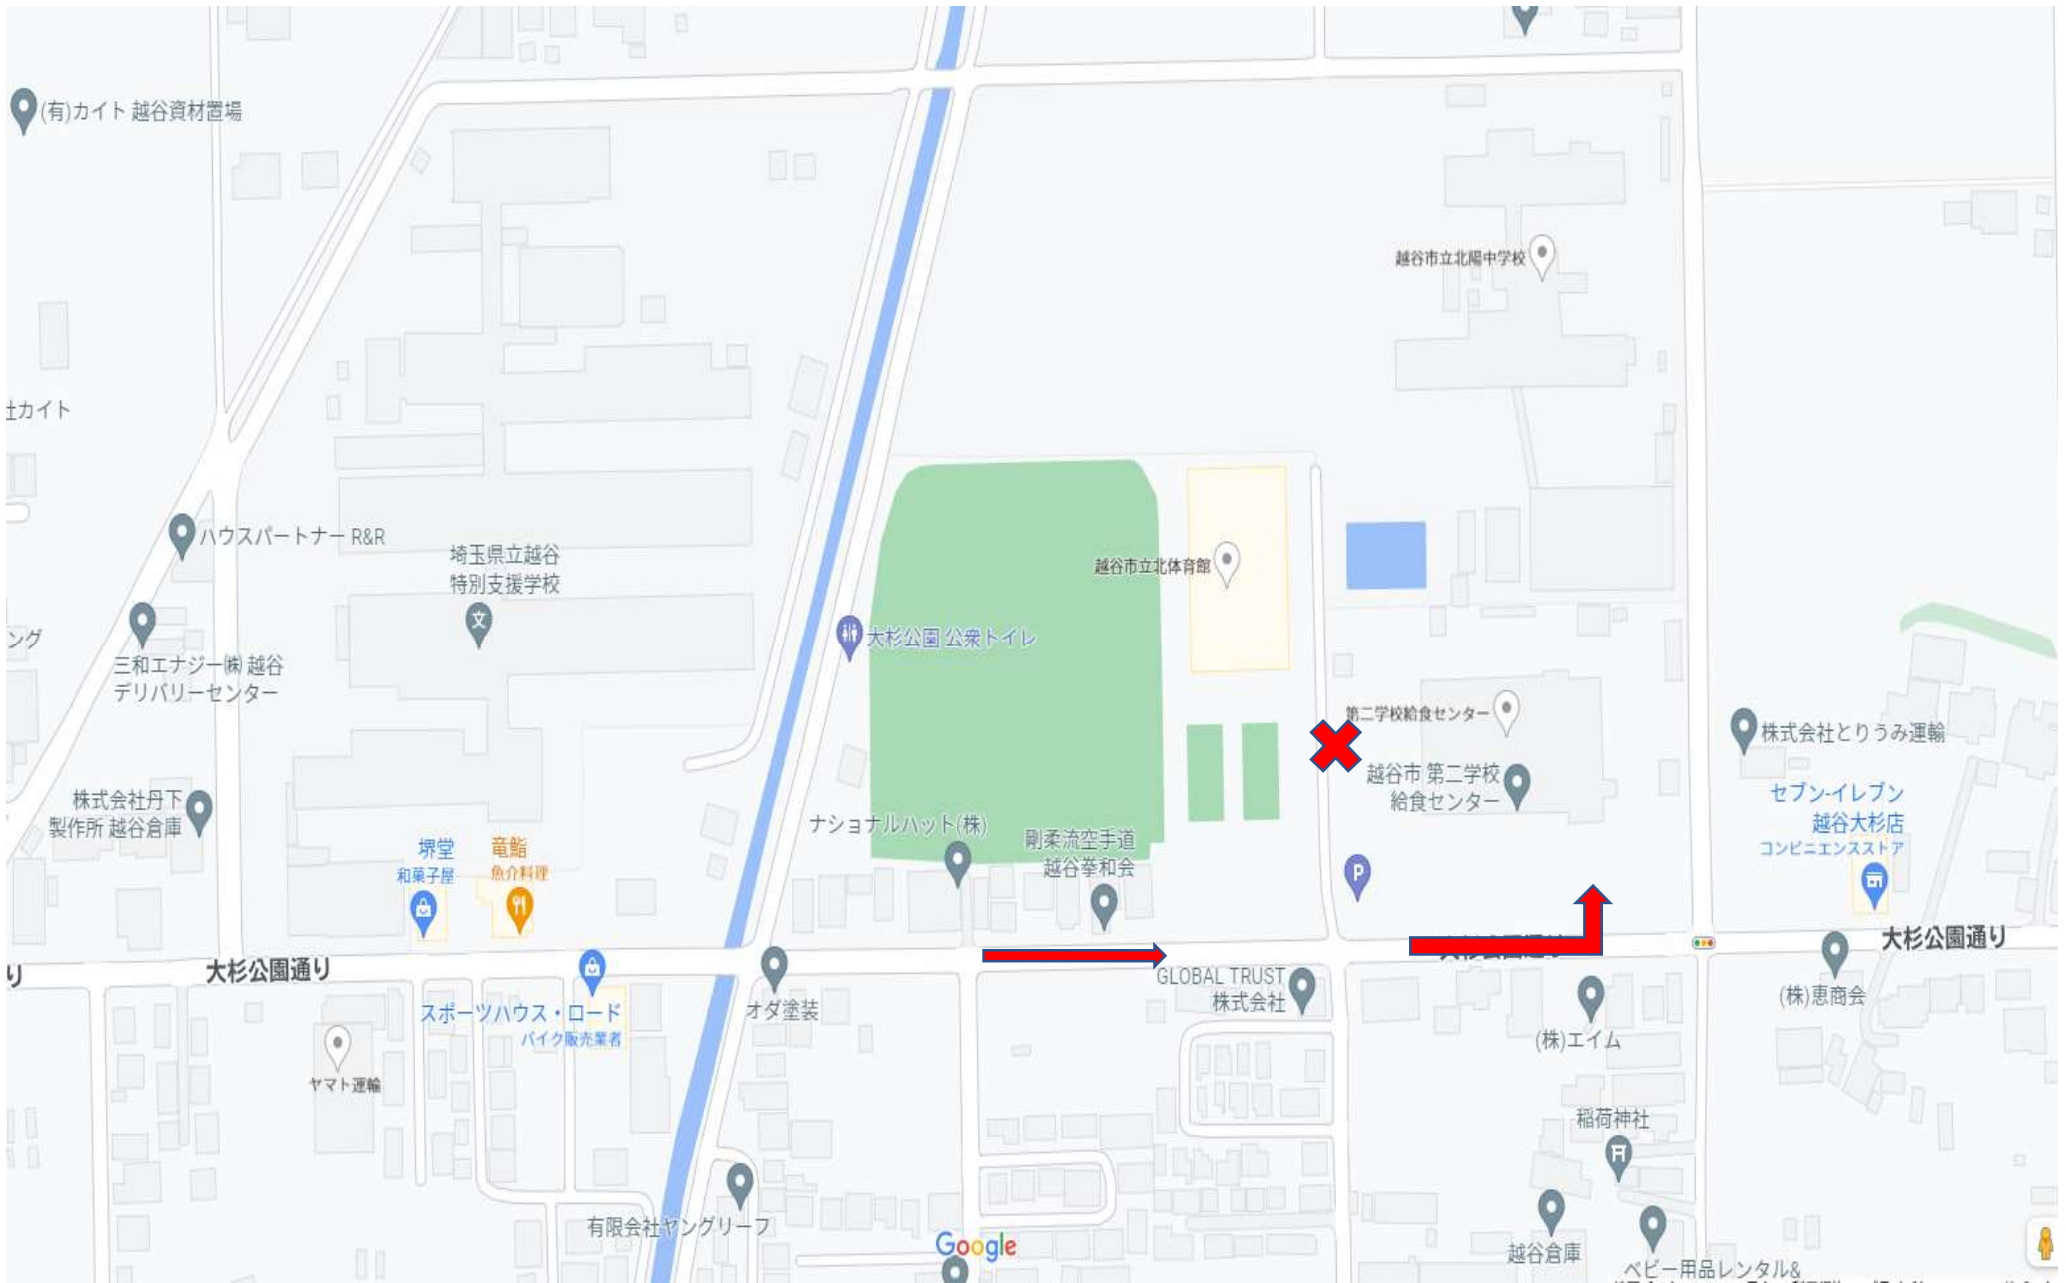 (有)カイト 越谷資材置場
越谷市立北陽中学校
社カイト
ハウスパートナー R&R
埼玉県立越谷
特別支援学校
越谷市立北体育館
大杉公園 公衆トイレ
ング
三和エナジー㈱ 越谷
デリバリーセンター
第二学校給食センター
株式会社とりうみ運輸
越谷市 第二学校
給食センター
セブン-イレブン
越谷大杉店
コンビニエンスストア
株式会社丹下
製作所 越谷倉庫
堺堂
和菓子屋
竜鮨
魚介料理
ナショナルハット(株)
剛柔流空手道
越谷拳和会
P
り
大杉公園通り
大杉公園通り
GLOBAL TRUST
株式会社
(株)恵商会
スポーツハウス・ロード
バイク販売業者
オダ塗装
(株)エイム
ヤマト運輸
稲荷神社
有限会社ヤングリーフ
Google
越谷倉庫
ベビー用品レンタル&